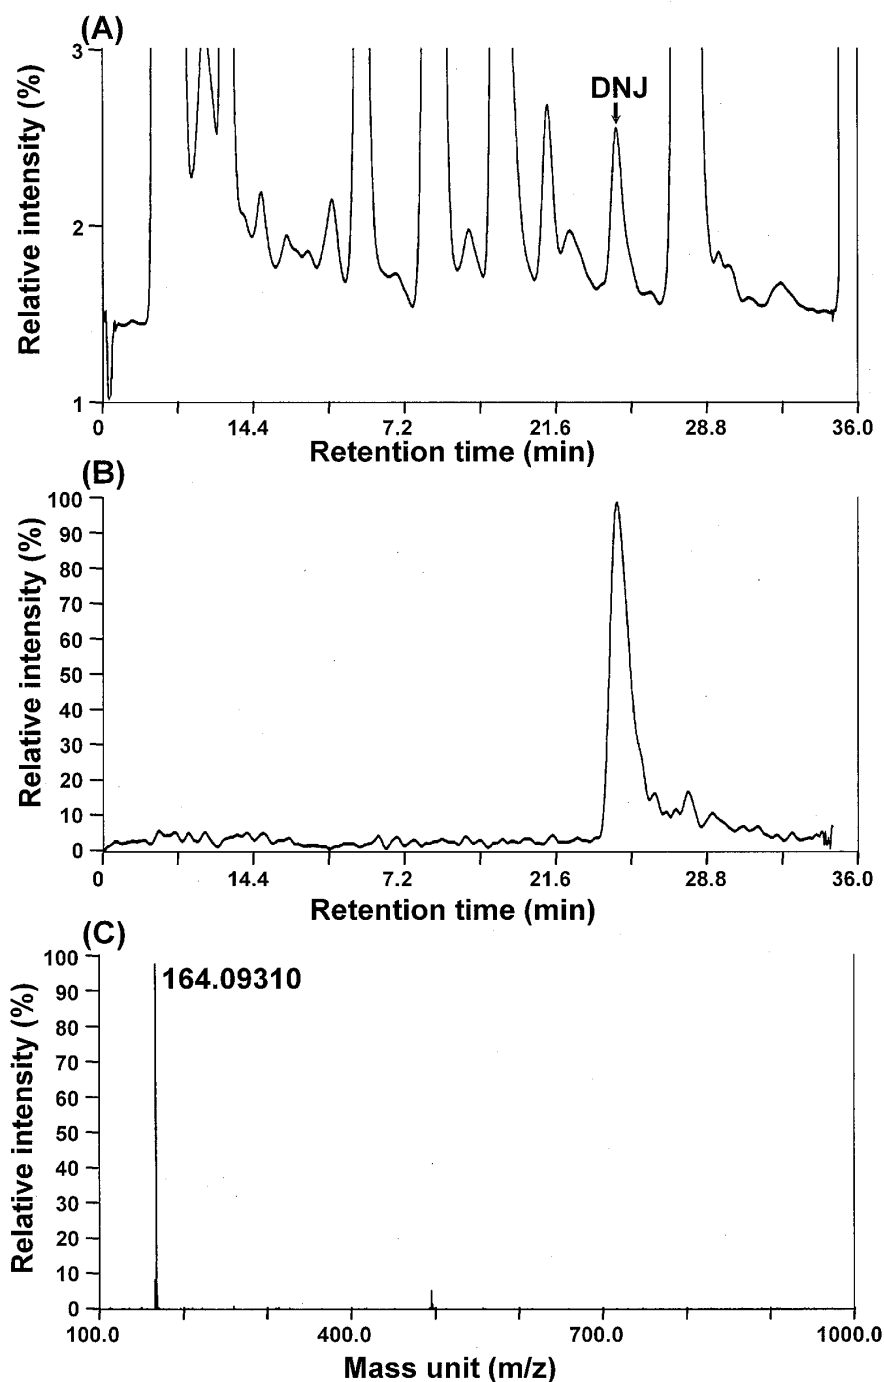 (A)
3
DNJ
2
1
Relative intensity (%)
0 14.4 7.2 21.6 28.8 36.0
Retention time (min)
(B)
100
90
80
70
60
50
40
30
20
10
0
Relative intensity (%)
0 14.4 7.2 21.6 28.8 36.0
Retention time (min)
(C)
100
164.09310
90
80
70
60
50
40
30
20
10
0
Relative intensity (%)
100.0 400.0 700.0 1000.0
Mass unit (m/z)